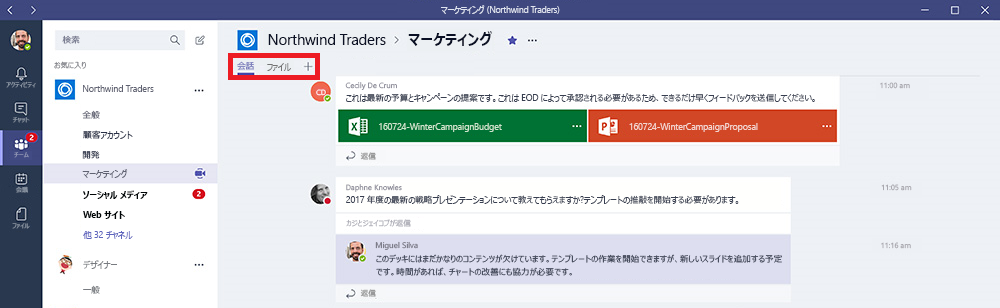 マーケティング (Northwind Traders)
検索
Northwind Traders > マーケティング ★ ···
お気に入り
会話 ファイル +
アクティビティ
チャット
チーム 2
会議
ファイル
Northwind Traders ···
全般
顧客アカウント
開発
マーケティング
ソーシャル メディア 2
Web サイト
他 32 チャネル
デザイナー ···
一般
CD
Cecily De Crum 11:00 am
これは最新の予算とキャンペーンの提案です。これは EOD によって承認される必要があるため、できるだけ早くフィードバックを送信してください。
160724-WinterCampaignBudget ··· 160724-WinterCampaignProposal ···
返信
Daphne Knowles 11:05 am
2017 年度の最新の戦略プレゼンテーションについて教えてもらえますか?テンプレートの推敲を開始する必要があります。
カジとジェイコブが返信
Miguel Silva 11:16 am
このデッキにはまだかなりのコンテンツが欠けています。テンプレートの作業を開始できますが、新しいスライドを追加する予定
です。時間があれば、チャートの改善にも協力が必要です。
返信